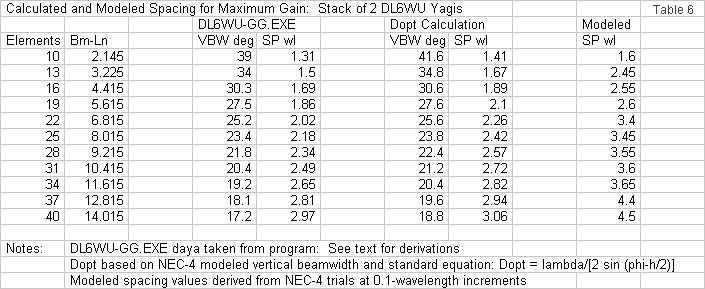 Calculated and Modeled Spacing for Maximum Gain: Stack of 2 DL6WU Yagis Table 6
DL6WU-GG.EXE Dopt Calculation Modeled
Elements Bm-Ln VBW deg SP wl VBW deg SP wl SP wl
10 2.145 39 1.31 41.6 1.41 1.6
13 3.225 34 1.5 34.8 1.67 2.45
16 4.415 30.3 1.69 30.6 1.89 2.55
19 5.615 27.5 1.86 27.6 2.1 2.6
22 6.815 25.2 2.02 25.6 2.26 3.4
25 8.015 23.4 2.18 23.8 2.42 3.45
28 9.215 21.8 2.34 22.4 2.57 3.55
31 10.415 20.4 2.49 21.2 2.72 3.6
34 11.615 19.2 2.65 20.4 2.82 3.65
37 12.815 18.1 2.81 19.6 2.94 4.4
40 14.015 17.2 2.97 18.8 3.06 4.5
Notes: DL6WU-GG.EXE daya taken from program: See text for derivations
Dopt based on NEC-4 modeled vertical beamwidth and standard equation: Dopt = lambda/[2 sin (phi-h/2)]
Modeled spacing values derived from NEC-4 trials at 0.1-wavelength increments